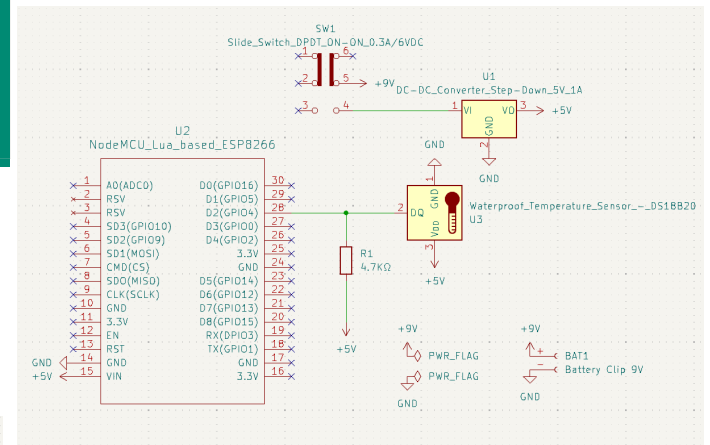 SW1
Slide_Switch_DPDT_ON-ON_0.3A/6VDC
1 6
2 5 +9V
3 4
U1
DC-DC_Converter_Step-Down_5V_1A
1 VI VO 3 +5V
GND
2
GND
U2
NodeMCU_Lua_based_ESP8266
1 A0(ADC0) D0(GPIO16) 30
2 RSV D1(GPIO5) 29
3 RSV D2(GPIO4) 28
4 SD3(GPIO10) D3(GPIO0) 27
5 SD2(GPIO9) D4(GPIO2) 26
6 SD1(MOSI) 3.3V 25
7 CMD(CS) GND 24
8 SDO(MISO) D5(GPIO14) 23
9 CLK(SCLK) D6(GPIO12) 22
10 GND D7(GPIO13) 21
11 3.3V D8(GPIO15) 20
12 EN RX(DPIO3) 19
13 RST TX(GPIO1) 18
GND 14 GND GND 17
+5V 15 VIN 3.3V 16
R1
4.7KΩ
+5V
GND
1
GND
2 DQ
VDD
3
+5V
Waterproof_Temperature_Sensor_-_DS18B20
U3
+9V
PWR_FLAG
PWR_FLAG
GND
+9V
+ BAT1
- Battery Clip 9V
GND